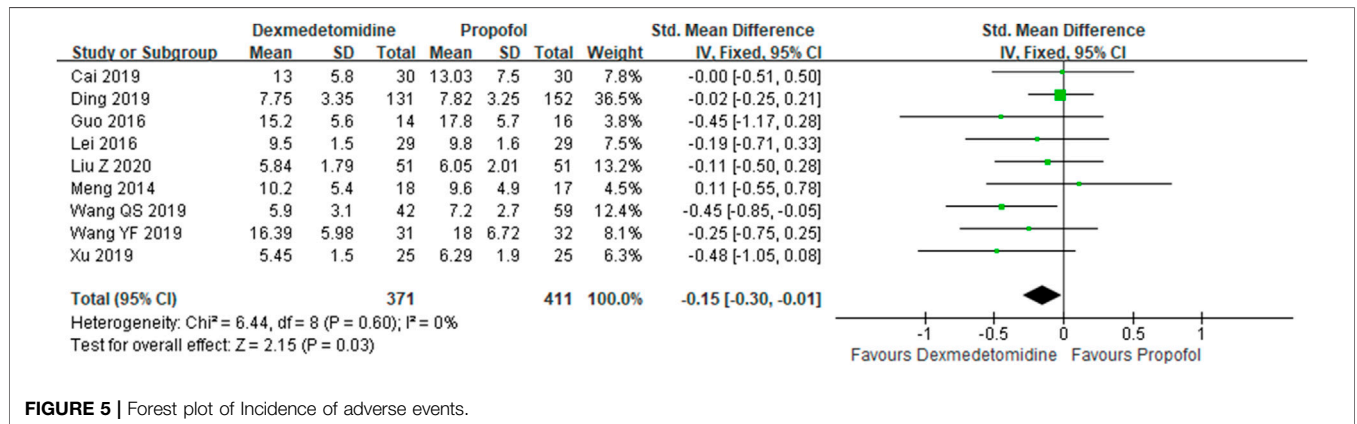 Dexmedetomidine Propofol Std. Mean Difference Std. Mean Difference
Study or Subgroup Mean SD Total Mean SD Total Weight IV, Fixed, 95% CI IV, Fixed, 95% CI
Cai 2019 13 5.8 30 13.03 7.5 30 7.8% -0.00 [-0.51, 0.50]
Ding 2019 7.75 3.35 131 7.82 3.25 152 36.5% -0.02 [-0.25, 0.21]
Guo 2016 15.2 5.6 14 17.8 5.7 16 3.8% -0.45 [-1.17, 0.28]
Lei 2016 9.5 1.5 29 9.8 1.6 29 7.5% -0.19 [-0.71, 0.33]
Liu Z 2020 5.84 1.79 51 6.05 2.01 51 13.2% -0.11 [-0.50, 0.28]
Meng 2014 10.2 5.4 18 9.6 4.9 17 4.5% 0.11 [-0.55, 0.78]
Wang QS 2019 5.9 3.1 42 7.2 2.7 59 12.4% -0.45 [-0.85, -0.05]
Wang YF 2019 16.39 5.98 31 18 6.72 32 8.1% -0.25 [-0.75, 0.25]
Xu 2019 5.45 1.5 25 6.29 1.9 25 6.3% -0.48 [-1.05, 0.08]
Total (95% CI) 371 411 100.0% -0.15 [-0.30, -0.01]
Heterogeneity: Chi² = 6.44, df = 8 (P = 0.60); I² = 0%
Test for overall effect: Z = 2.15 (P = 0.03)
-1 -0.5 0 0.5 1
Favours Dexmedetomidine Favours Propofol
FIGURE 5 | Forest plot of Incidence of adverse events.